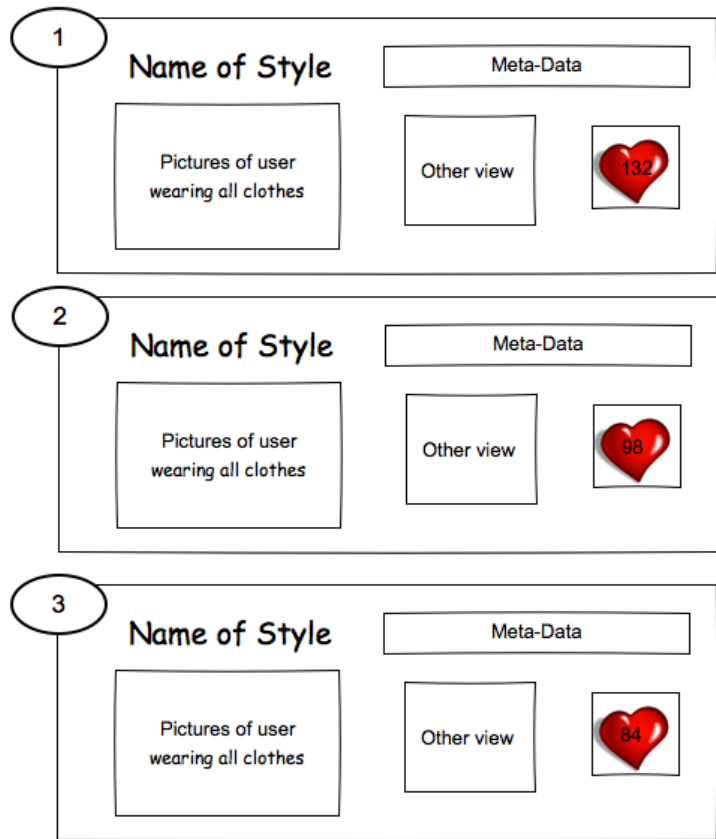 1
Name of Style
Meta-Data
Pictures of user
wearing all clothes
Other view
132
2
Name of Style
Meta-Data
Pictures of user
wearing all clothes
Other view
98
3
Name of Style
Meta-Data
Pictures of user
wearing all clothes
Other view
84